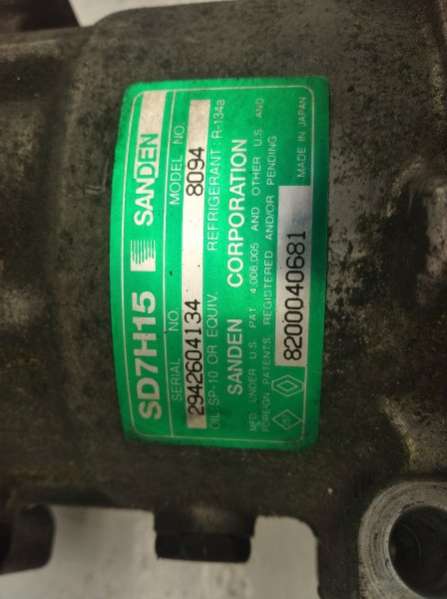 SD7H15 SANDEN
SERIAL NO. MODEL NO.
2942604134 8094
OIL SP-10 OR EQUIV. REFRIGERANT: R-134a
SANDEN CORPORATION
MFD. UNDER U.S. PAT. 4,008,005 AND OTHER U.S. AND
FOREIGN PATENTS REGISTERED AND/OR PENDING
8200040681 MADE IN JAPAN